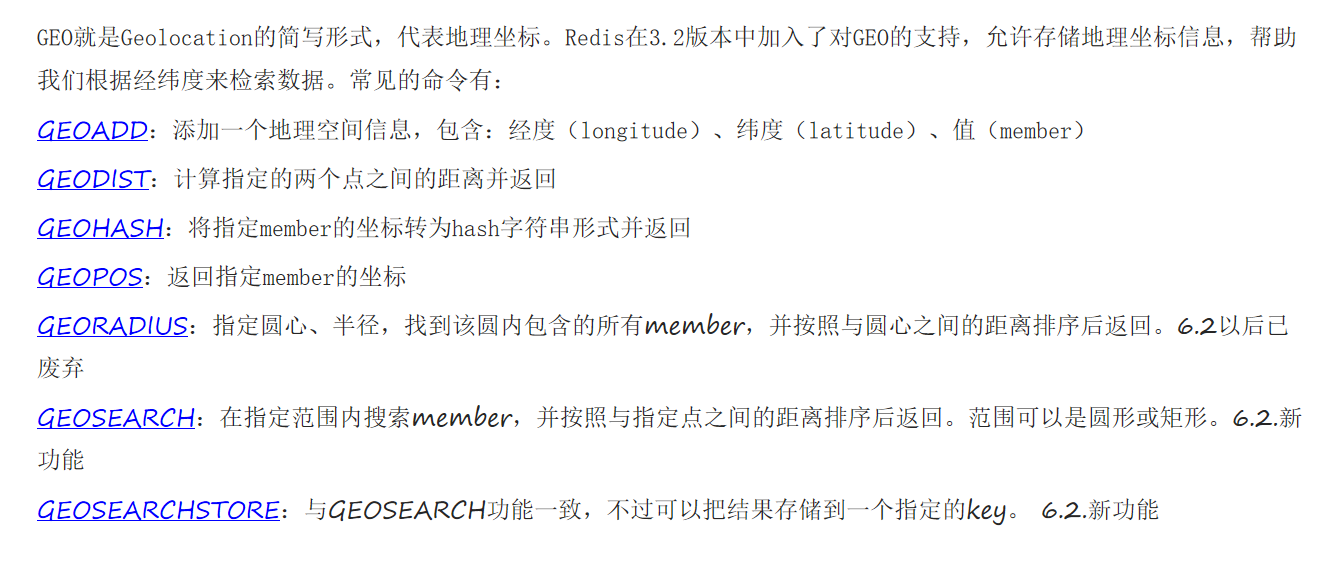 GEO就是Geolocation的简写形式，代表地理坐标。Redis在3.2版本中加入了对GEO的支持，允许存储地理坐标信息，帮助
我们根据经纬度来检索数据。常见的命令有：
GEOADD：添加一个地理空间信息，包含：经度（longitude）、纬度（latitude）、值（member）
GEODIST：计算指定的两个点之间的距离并返回
GEOHASH：将指定member的坐标转为hash字符串形式并返回
GEOPOS：返回指定member的坐标
GEORADIUS：指定圆心、半径，找到该圆内包含的所有member，并按照与圆心之间的距离排序后返回。6.2以后已
废弃
GEOSEARCH：在指定范围内搜索member，并按照与指定点之间的距离排序后返回。范围可以是圆形或矩形。6.2.新
功能
GEOSEARCHSTORE：与GEOSEARCH功能一致，不过可以把结果存储到一个指定的key。 6.2.新功能